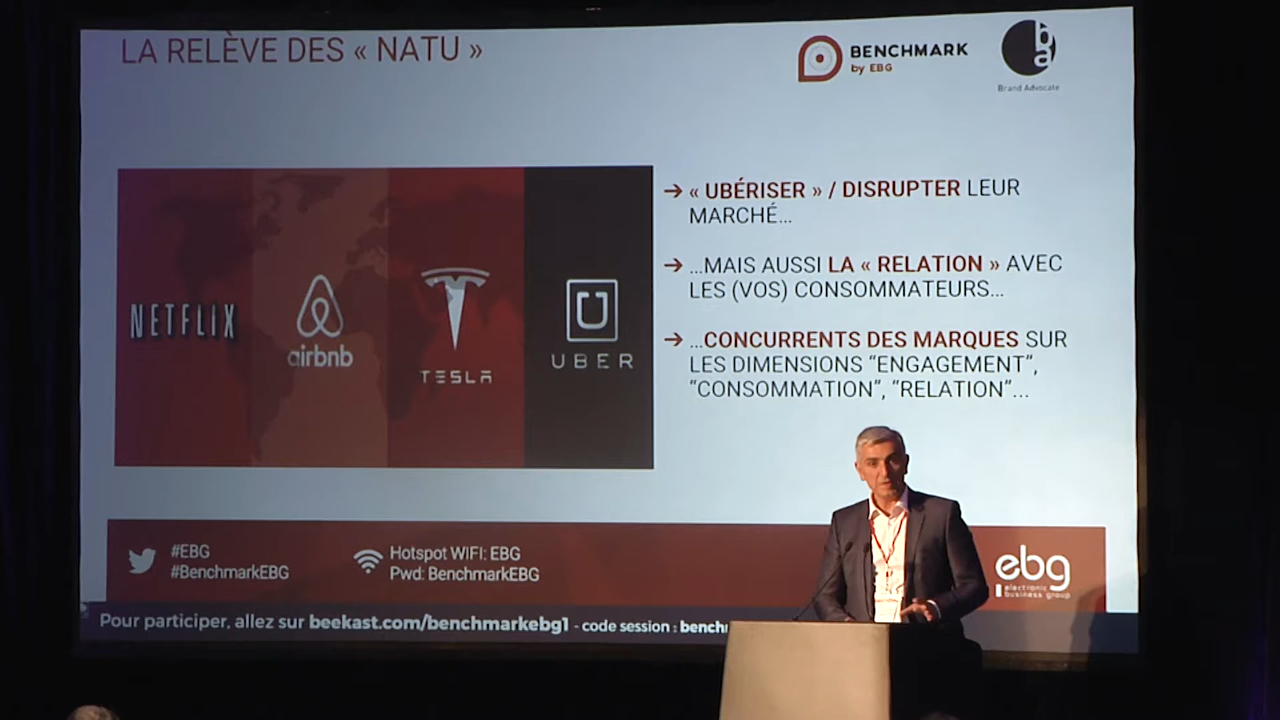 LA RELÈVE DES « NATU »
BENCHMARK
by EBG
ba
Brand Advocate
NETFLIX
airbnb
TESLA
UBER
→ « UBÉRISER » / DISRUPTER LEUR
MARCHÉ...
→ ...MAIS AUSSI LA « RELATION » AVEC
LES (VOS) CONSOMMATEURS...
→ ...CONCURRENTS DES MARQUES SUR
LES DIMENSIONS “ENGAGEMENT”,
“CONSOMMATION”, “RELATION”...
#EBG
#BenchmarkEBG
Hotspot WIFI: EBG
Pwd: BenchmarkEBG
ebg
electronic
business group
Pour participer, allez sur beekast.com/benchmarkebg1 - code session : bench